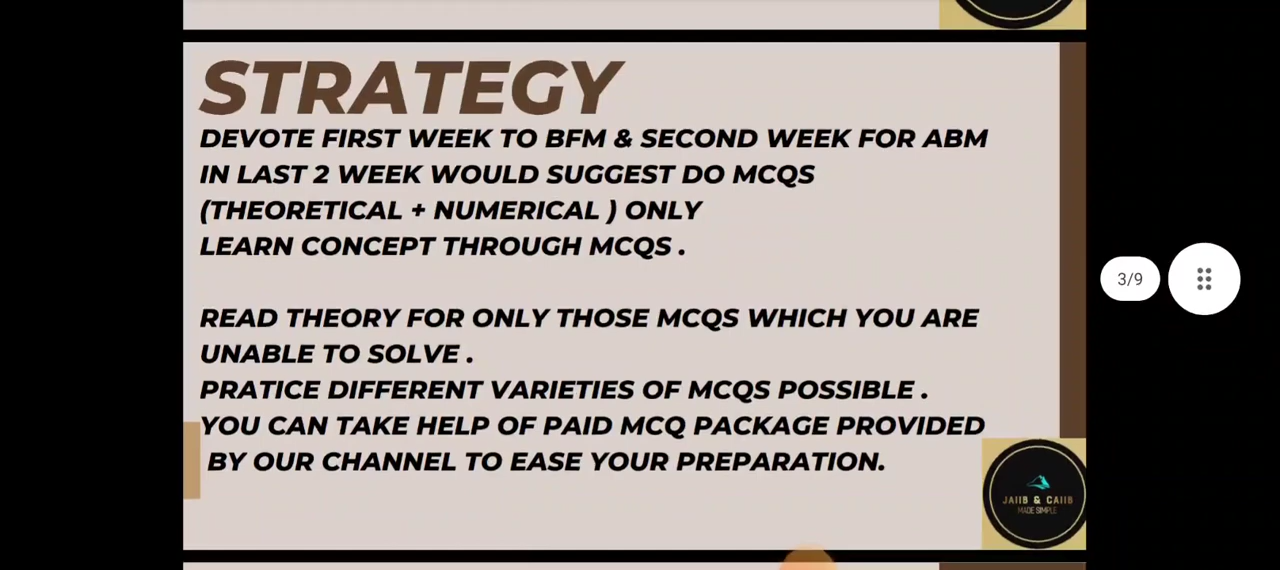 STRATEGY
DEVOTE FIRST WEEK TO BFM & SECOND WEEK FOR ABM
IN LAST 2 WEEK WOULD SUGGEST DO MCQS
(THEORETICAL + NUMERICAL ) ONLY
LEARN CONCEPT THROUGH MCQS .
READ THEORY FOR ONLY THOSE MCQS WHICH YOU ARE
UNABLE TO SOLVE .
PRATICE DIFFERENT VARIETIES OF MCQS POSSIBLE .
YOU CAN TAKE HELP OF PAID MCQ PACKAGE PROVIDED
BY OUR CHANNEL TO EASE YOUR PREPARATION.
3/9
JAIIB & CAIIB
MADE SIMPLE